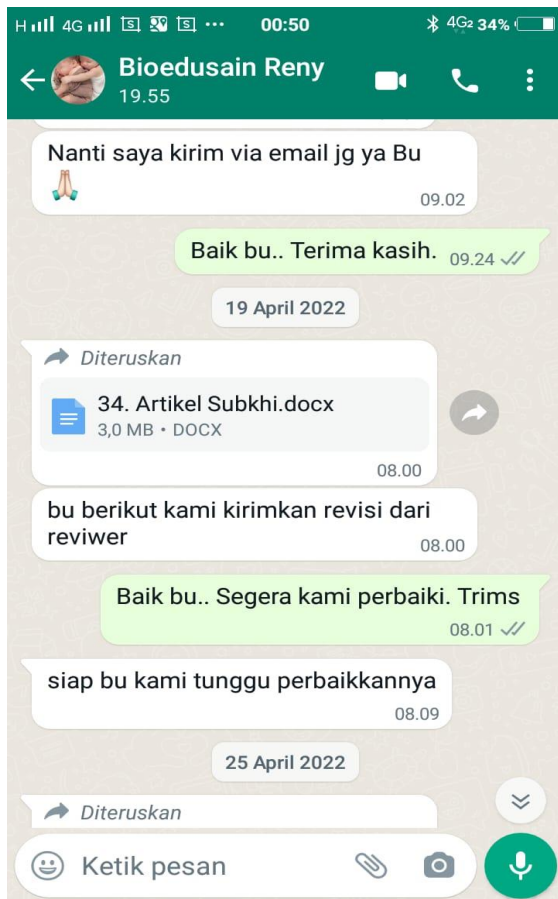 H 4G 00:50 4G2 34%
Bioedusain Reny
19.55
Nanti saya kirim via email jg ya Bu
09.02
Baik bu.. Terima kasih. 09.24
19 April 2022
Diteruskan
34. Artikel Subkhi.docx
3,0 MB • DOCX
08.00
bu berikut kami kirimkan revisi dari
reviwer
08.00
Baik bu.. Segera kami perbaiki. Trims
08.01
siap bu kami tunggu perbaikkannya
08.09
25 April 2022
Diteruskan
Ketik pesan